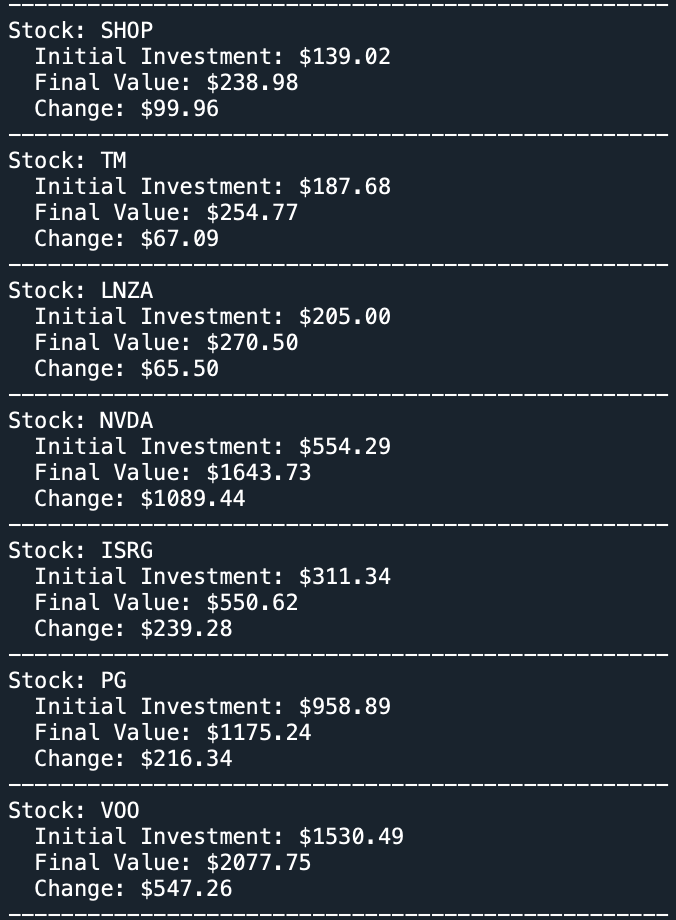 Stock: SHOP
Initial Investment: $139.02
Final Value: $238.98
Change: $99.96
Stock: TM
Initial Investment: $187.68
Final Value: $254.77
Change: $67.09
Stock: LNZA
Initial Investment: $205.00
Final Value: $270.50
Change: $65.50
Stock: NVDA
Initial Investment: $554.29
Final Value: $1643.73
Change: $1089.44
Stock: ISRG
Initial Investment: $311.34
Final Value: $550.62
Change: $239.28
Stock: PG
Initial Investment: $958.89
Final Value: $1175.24
Change: $216.34
Stock: VOO
Initial Investment: $1530.49
Final Value: $2077.75
Change: $547.26